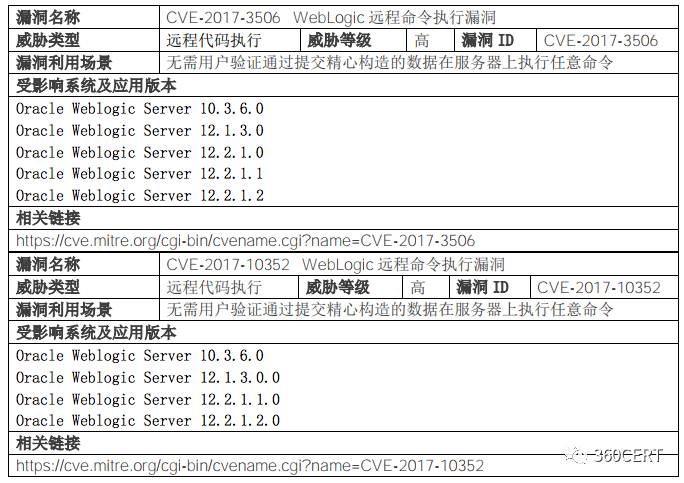 漏洞名称 CVE-2017-3506 WebLogic 远程命令执行漏洞
威胁类型 远程代码执行 威胁等级 高 漏洞 ID CVE-2017-3506
漏洞利用场景 无需用户验证通过提交精心构造的数据在服务器上执行任意命令
受影响系统及应用版本
Oracle Weblogic Server 10.3.6.0
Oracle Weblogic Server 12.1.3.0
Oracle Weblogic Server 12.2.1.0
Oracle Weblogic Server 12.2.1.1
Oracle Weblogic Server 12.2.1.2
相关链接
https://cve.mitre.org/cgi-bin/cvename.cgi?name=CVE-2017-3506
漏洞名称 CVE-2017-10352 WebLogic 远程命令执行漏洞
威胁类型 远程代码执行 威胁等级 高 漏洞 ID CVE-2017-10352
漏洞利用场景 无需用户验证通过提交精心构造的数据在服务器上执行任意命令
受影响系统及应用版本
Oracle Weblogic Server 10.3.6.0
Oracle Weblogic Server 12.1.3.0.0
Oracle Weblogic Server 12.2.1.1.0
Oracle Weblogic Server 12.2.1.2.0
相关链接
https://cve.mitre.org/cgi-bin/cvename.cgi?name=CVE-2017-10352
360CERT